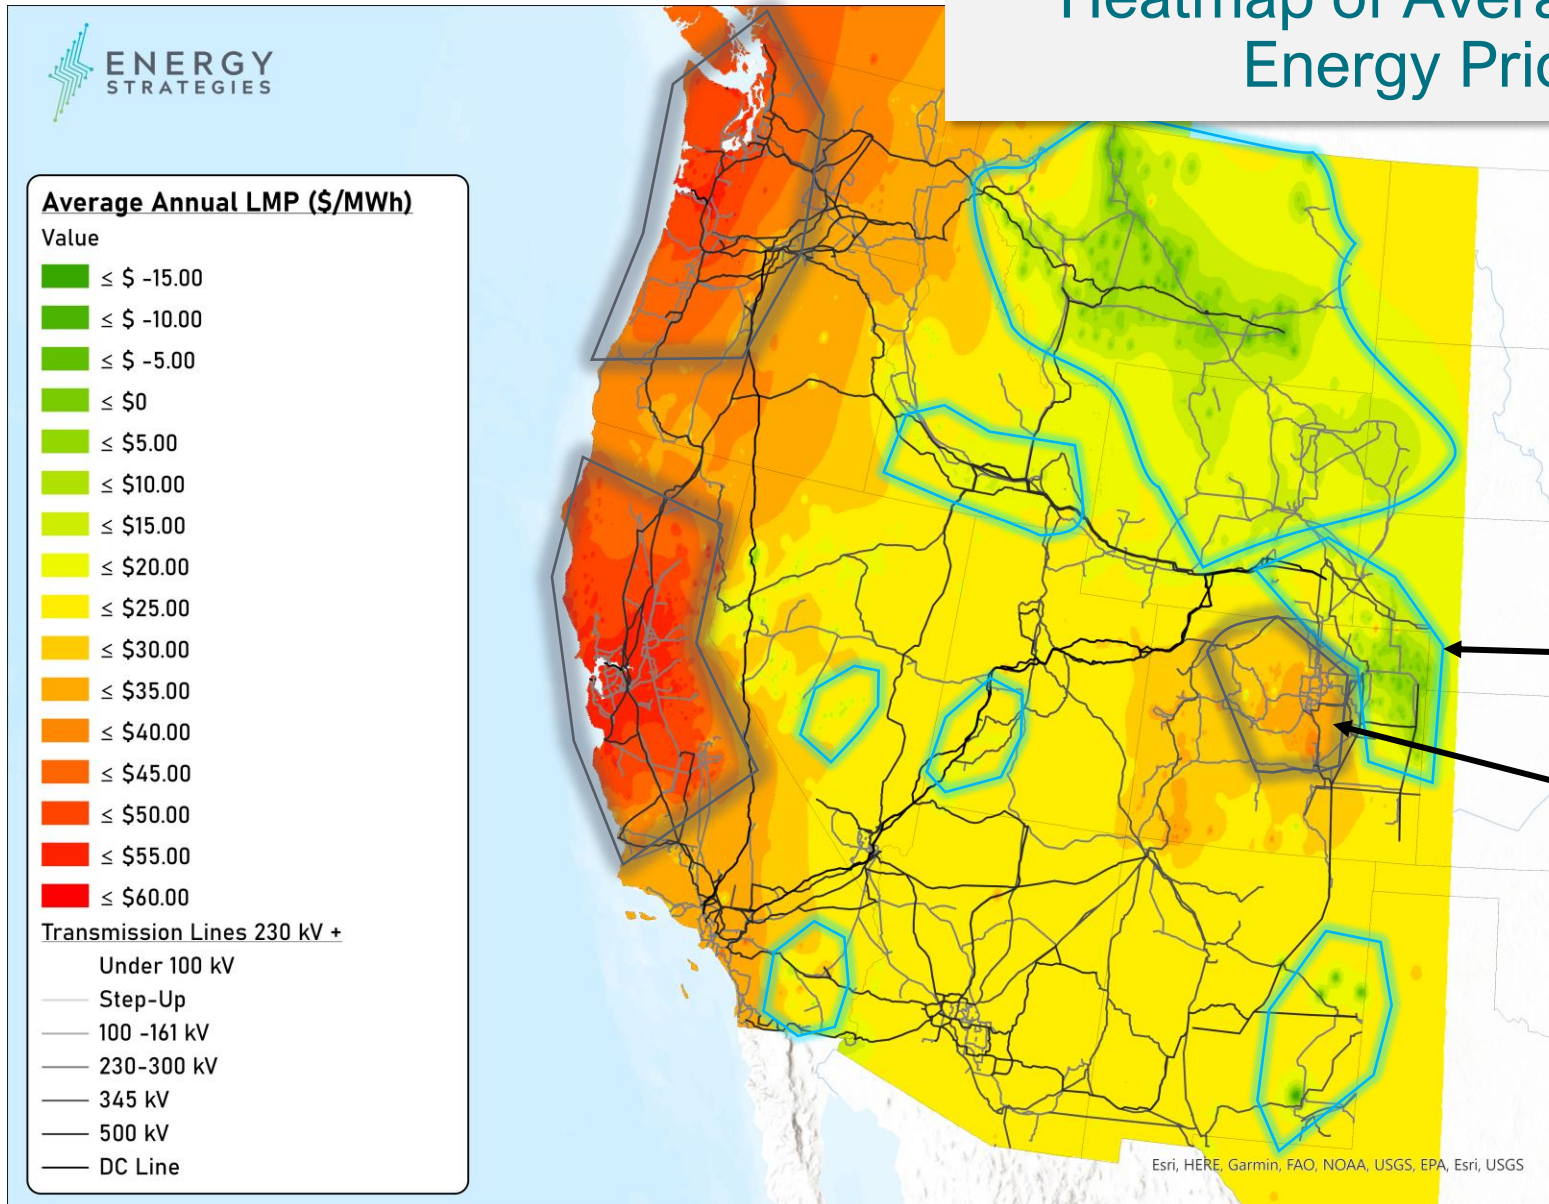 Heatmap of
Energy
ENERGY
STRATEGIES
Average Annual LMP ($/MWh)
Value
≤ $ -15.00
≤ $ -10.00
≤ $ -5.00
≤ $0
≤ $5.00
≤ $10.00
≤ $15.00
≤ $20.00
≤ $25.00
≤ $30.00
≤ $35.00
≤ $40.00
≤ $45.00
≤ $50.00
≤ $55.00
≤ $60.00
Transmission Lines 230 kV +
Under 100 kV
Step-Up
100 -161 kV
230-300 kV
345 kV
500 kV
DC Line
Esri, HERE, Garmin, FAO, NOAA, USGS, EPA, Esri, USGS